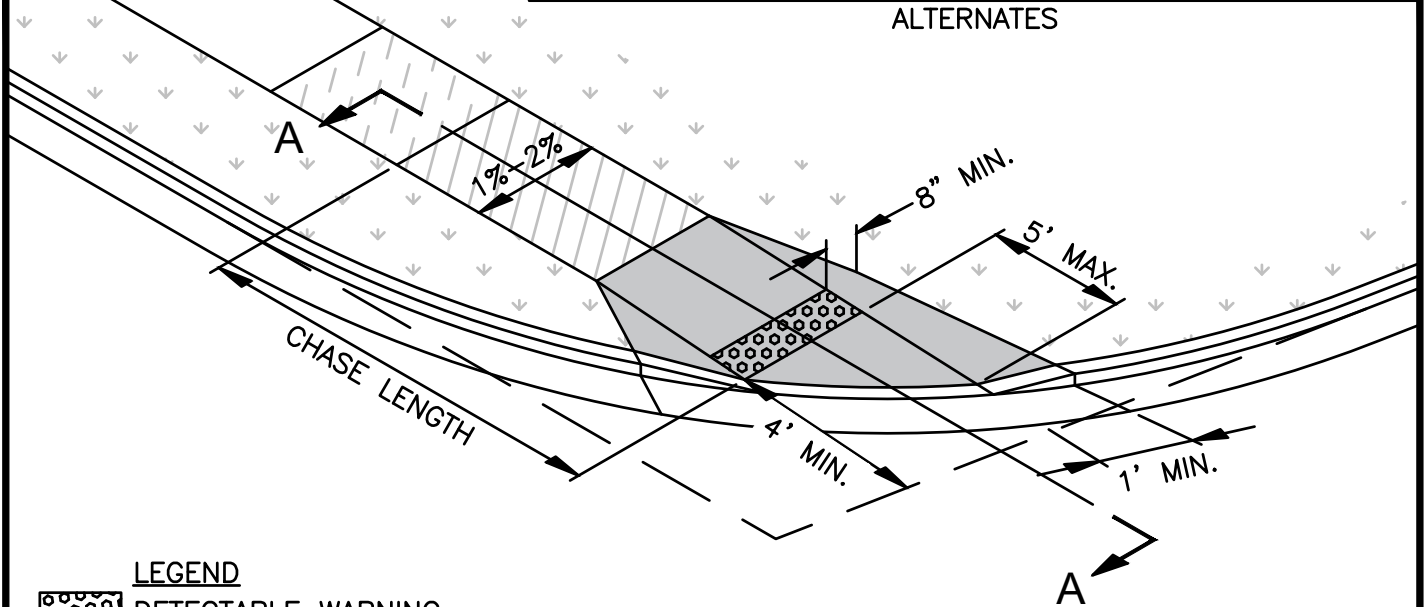 ALTERNATES
A
1%-2%
8" MIN.
5' MAX.
CHASE LENGTH
4' MIN.
1' MIN.
A
LEGEND
DETECTABLE WARNING